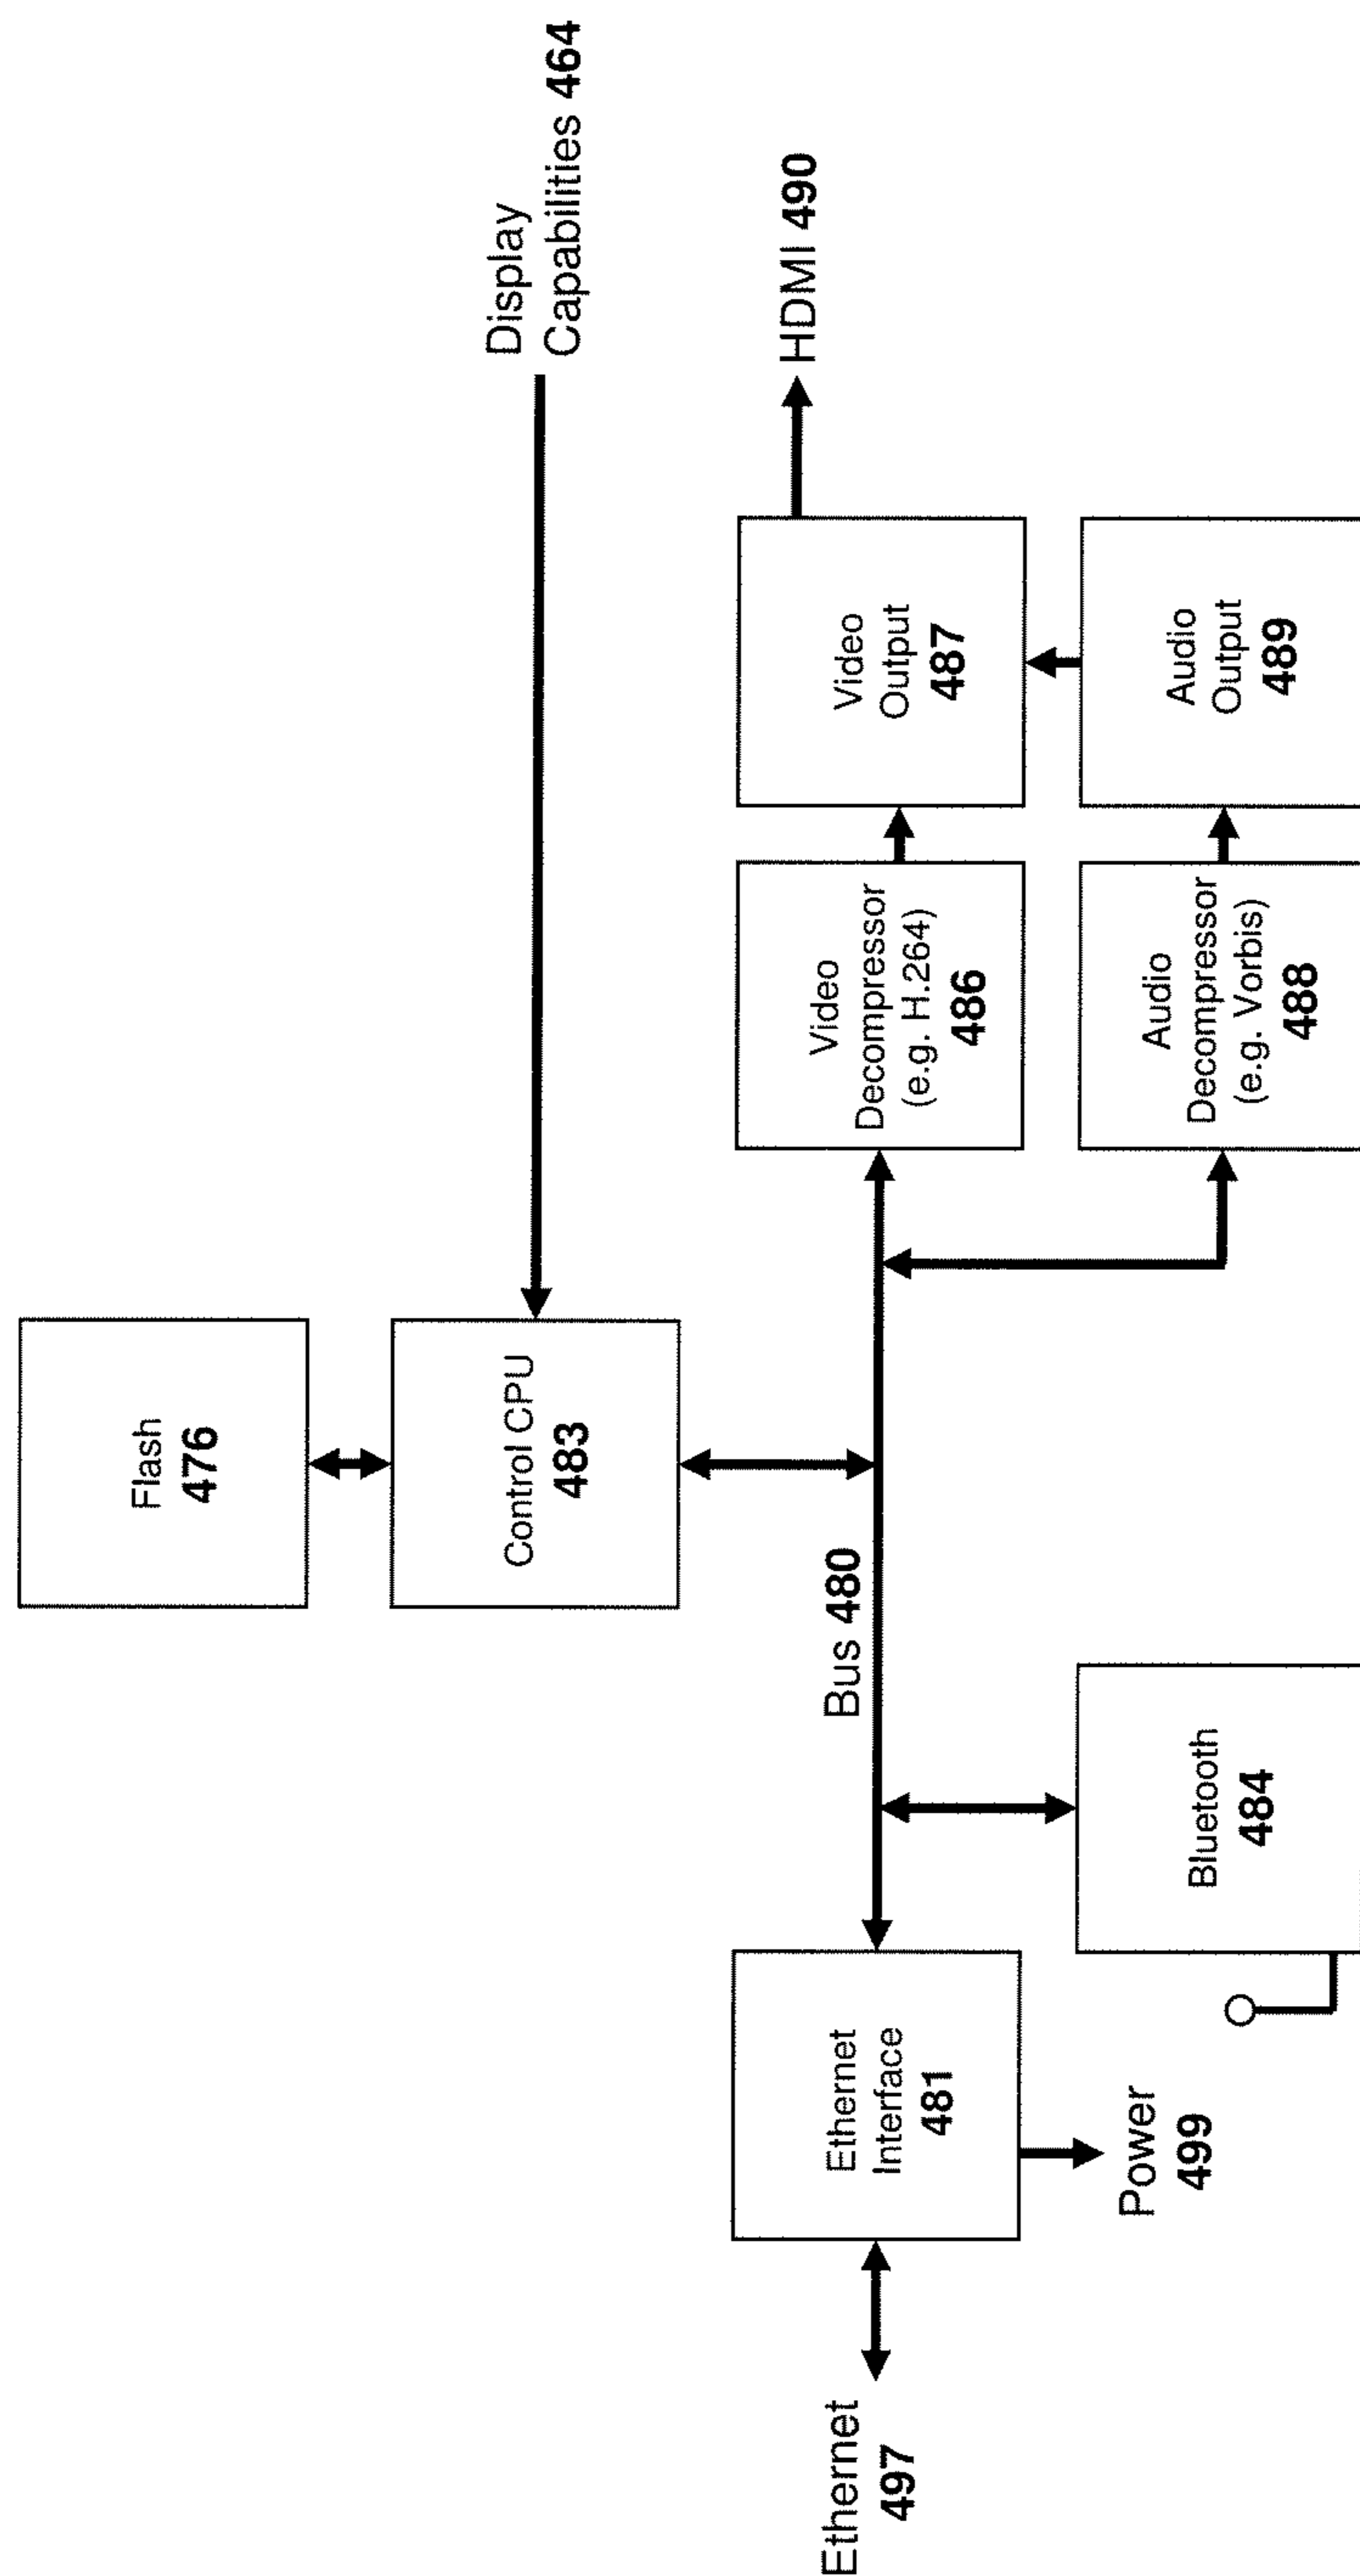 Flash
476
Control CPU
483
Display
Capabilities 464
Ethernet
497
Ethernet
Interface
481
Power
499
Bus 480
Bluetooth
484
Video
Decompressor
(e.g. H.264)
486
Video
Output
487
HDMI 490
Audio
Decompressor
(e.g. Vorbis)
488
Audio
Output
489